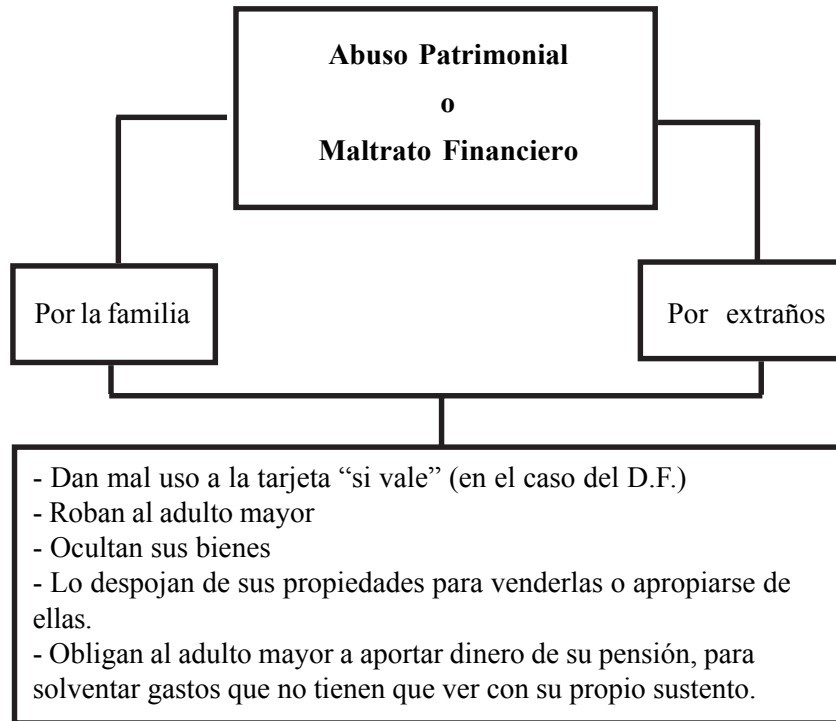 Abuso Patrimonial
o
Maltrato Financiero
Por la familia
Por extraños
- Dan mal uso a la tarjeta “si vale” (en el caso del D.F.)
- Roban al adulto mayor
- Ocultan sus bienes
- Lo despojan de sus propiedades para venderlas o apropiarse de
ellas.
- Obligan al adulto mayor a aportar dinero de su pensión, para
solventar gastos que no tienen que ver con su propio sustento.